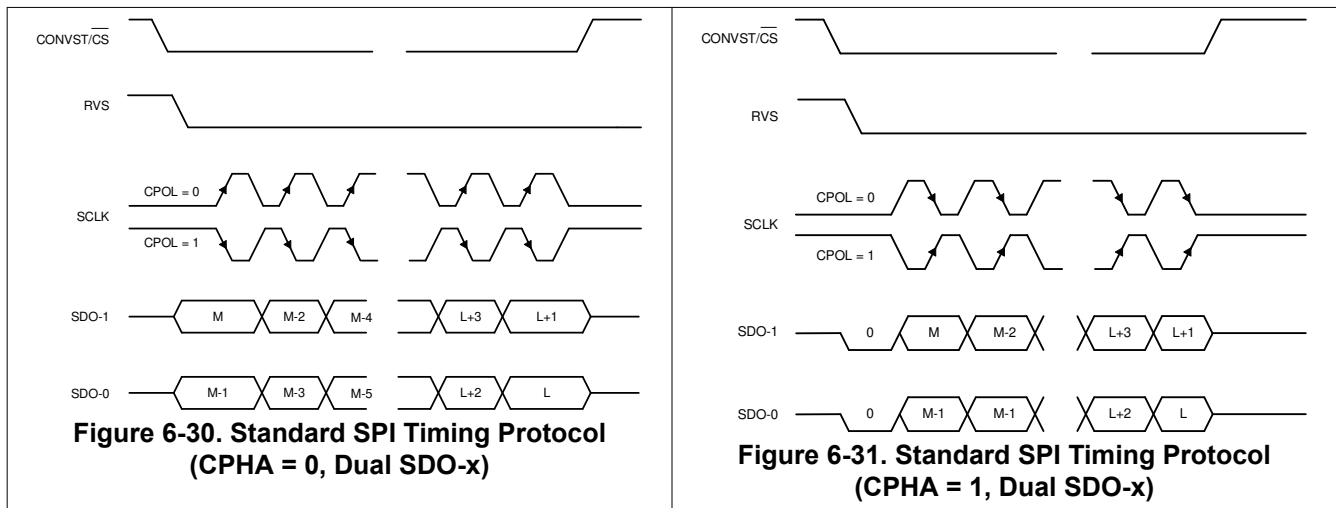 CONVST/CS
RVS
SCLK
CPOL = 0
CPOL = 1
SDO-1
M
M-2
M-4
L+3
L+1
SDO-0
M-1
M-3
M-5
L+2
L
Figure 6-30. Standard SPI Timing Protocol
(CPHA = 0, Dual SDO-x)
CONVST/CS
RVS
SCLK
CPOL = 0
CPOL = 1
SDO-1
0
M
M-2
L+3
L+1
SDO-0
0
M-1
M-1
L+2
L
Figure 6-31. Standard SPI Timing Protocol
(CPHA = 1, Dual SDO-x)